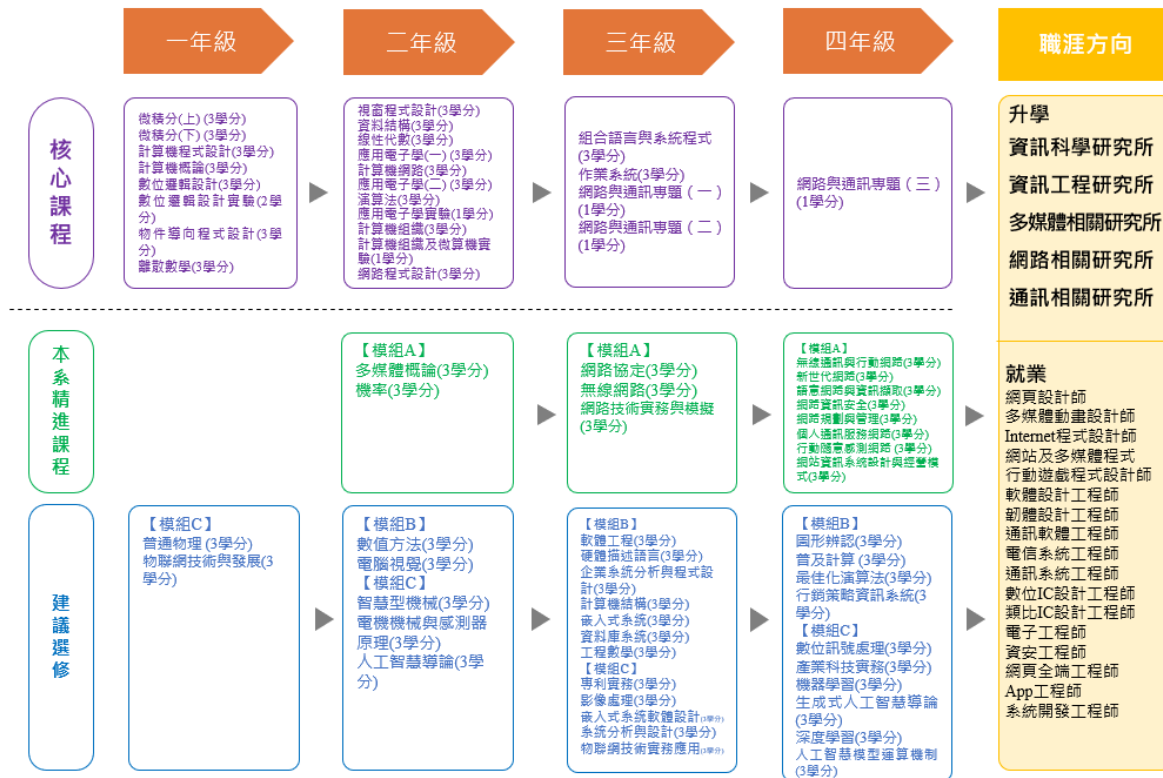 一年級
二年級
三年級
四年級
職涯方向
核心課程
微積分(上) (3學分)
微積分(下) (3學分)
計算機程式設計(3學分)
計算機概論(3學分)
數位邏輯設計(3學分)
數位邏輯設計實驗(2學
分)
物件導向程式設計(3學
分)
離散數學(3學分)
視窗程式設計(3學分)
資料結構(3學分)
線性代數(3學分)
應用電子學(一) (3學分)
計算機網路(3學分)
應用電子學(二) (3學分)
演算法(3學分)
應用電子學實驗(1學分)
計算機組織(3學分)
計算機組織及微算機實
驗(1學分)
網路程式設計(3學分)
組合語言與系統程式
(3學分)
作業系統(3學分)
網路與通訊專題（一）
(1學分)
網路與通訊專題（二）
(1學分)
網路與通訊專題（三）
(1學分)
升學
資訊科學研究所
資訊工程研究所
多媒體相關研究所
網路相關研究所
通訊相關研究所
本系精進課程
【模組A】
多媒體概論(3學分)
機率(3學分)
【模組A】
網路協定(3學分)
無線網路(3學分)
網路技術實務與模擬
(3學分)
【模組A】
無線通訊與行動網路(3學分)
新世代網路(3學分)
語意網路與資訊擷取(3學分)
網路資訊安全(3學分)
網路規劃與管理(3學分)
個人通訊服務網路(3學分)
行動隨意感測網路 (3學分)
網站資訊系統設計與經營模
式(3學分)
建議選修
【模組C】
普通物理 (3學分)
物聯網技術與發展(3
學分)
【模組B】
數值方法(3學分)
電腦視覺(3學分)
【模組C】
智慧型機械(3學分)
電機機械與感測器
原理(3學分)
人工智慧導論(3學
分)
【模組B】
軟體工程(3學分)
硬體描述語言(3學分)
企業系統分析與程式設
計(3學分)
計算機結構(3學分)
嵌入式系統(3學分)
資料庫系統(3學分)
工程數學(3學分)
【模組C】
專利實務(3學分)
影像處理(3學分)
嵌入式系統軟體設計(3學分)
系統分析與設計(3學分)
物聯網技術實務應用(3學分)
【模組B】
圖形辨認(3學分)
普及計算 (3學分)
最佳化演算法(3學分)
行銷策略資訊系統(3
學分)
【模組C】
數位訊號處理(3學分)
產業科技實務(3學分)
機器學習(3學分)
生成式人工智慧導論
(3學分)
深度學習(3學分)
人工智慧模型運算機制
(3學分)
就業
網頁設計師
多媒體動畫設計師
Internet程式設計師
網站及多媒體程式
行動遊戲程式設計師
軟體設計工程師
韌體設計工程師
通訊軟體工程師
電信系統工程師
通訊系統工程師
數位IC設計工程師
類比IC設計工程師
電子工程師
資安工程師
網頁全端工程師
App工程師
系統開發工程師